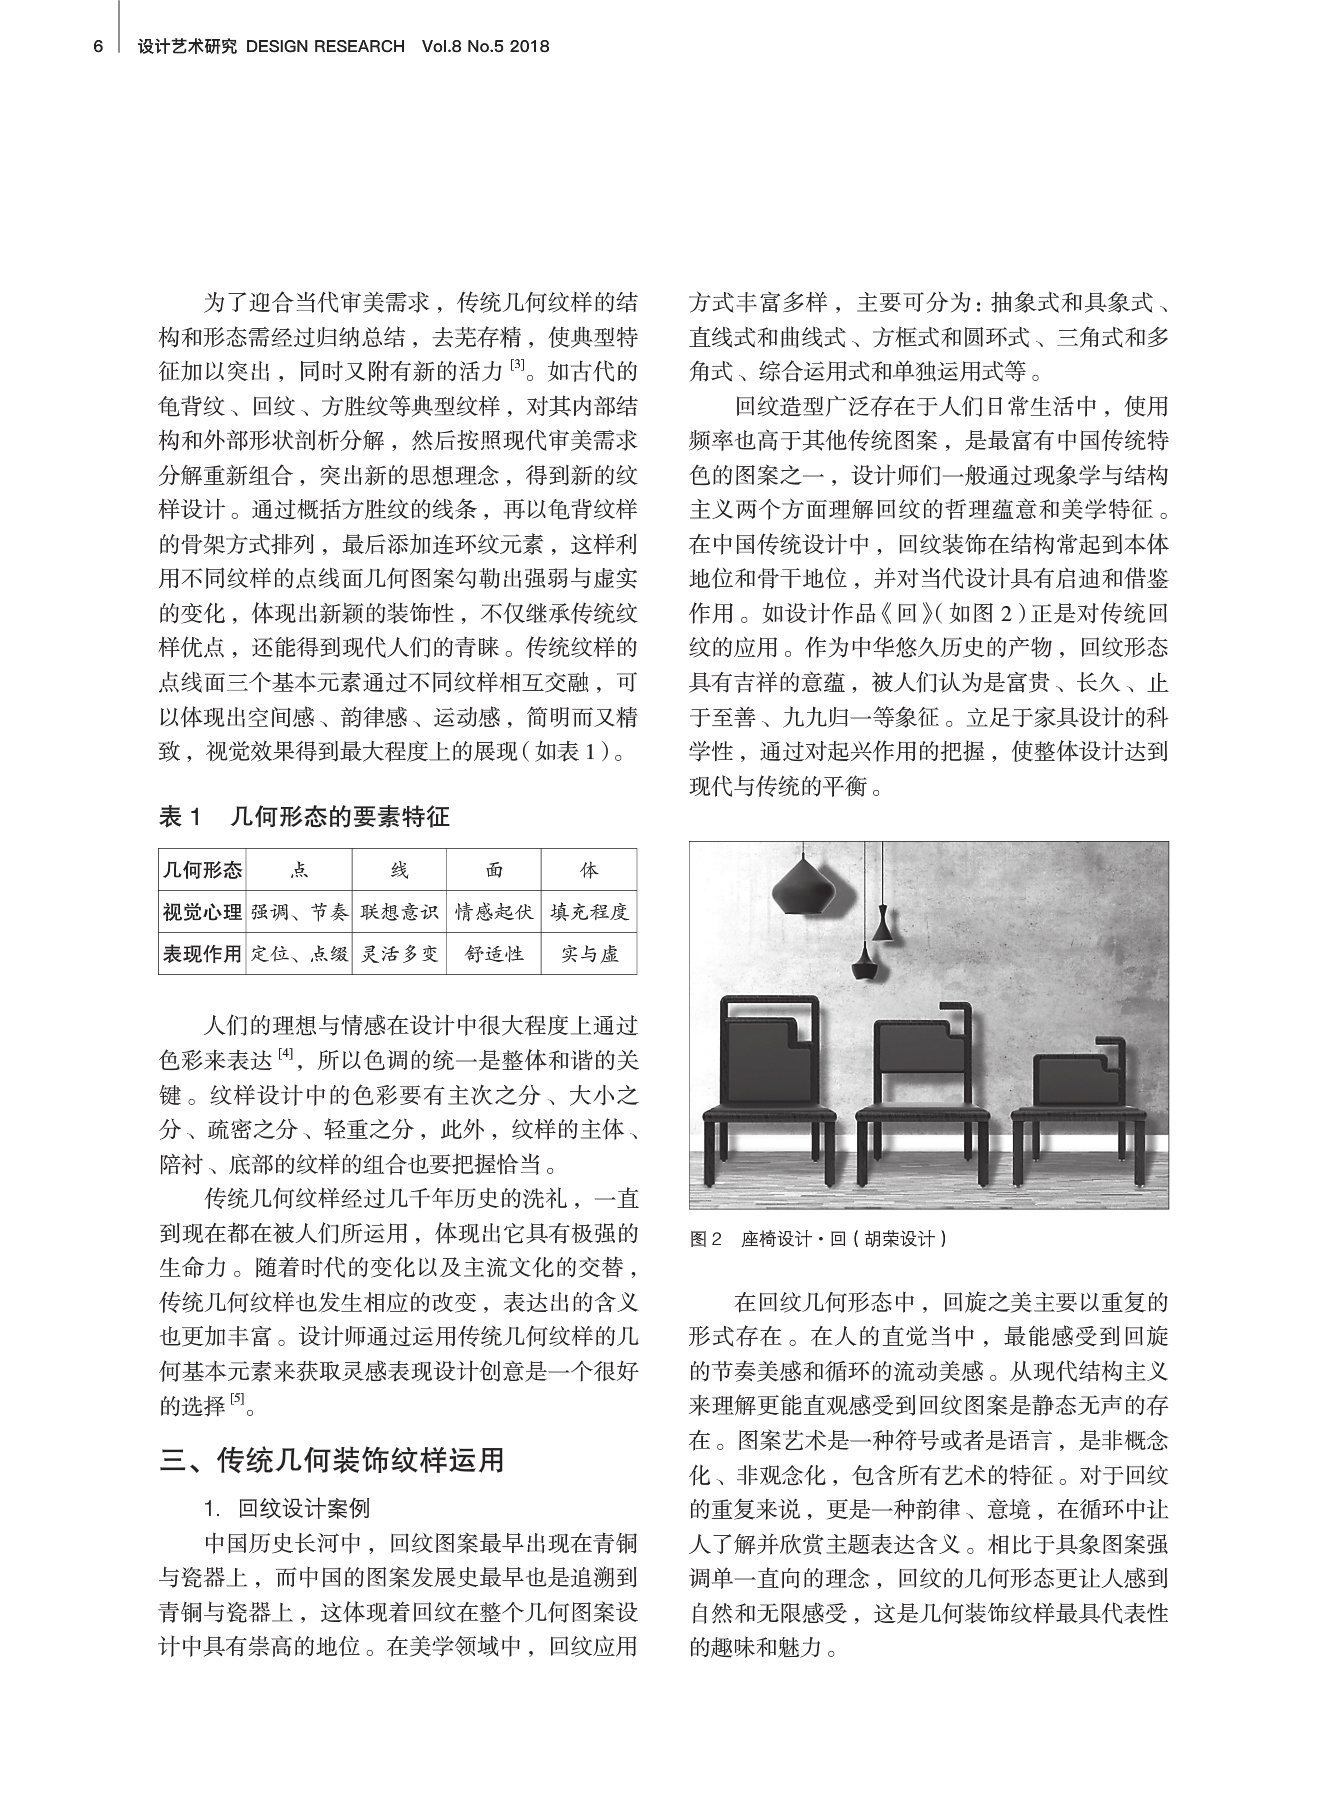 6 设计艺术研究 DESIGN RESEARCH Vol.8 No.5 2018
为了迎合当代审美需求，传统几何纹样的结
构和形态需经过归纳总结，去芜存精，使典型特
征加以突出，同时又附有新的活力[3]。如古代的
龟背纹、回纹、方胜纹等典型纹样，对其内部结
构和外部形状剖析分解，然后按照现代审美需求
分解重新组合，突出新的思想理念，得到新的纹
样设计。通过概括方胜纹的线条，再以龟背纹样
的骨架方式排列，最后添加连环纹元素，这样利
用不同纹样的点线面几何图案勾勒出强弱与虚实
的变化，体现出新颖的装饰性，不仅继承传统纹
样优点，还能得到现代人们的青睐。传统纹样的
点线面三个基本元素通过不同纹样相互交融，可
以体现出空间感、韵律感、运动感，简明而又精
致，视觉效果得到最大程度上的展现（如表 1）。
表 1 几何形态的要素特征
几何形态 点 线 面 体
视觉心理 强调、节奏 联想意识 情感起伏 填充程度
表现作用 定位、点缀 灵活多变 舒适性 实与虚
人们的理想与情感在设计中很大程度上通过
色彩来表达[4]，所以色调的统一是整体和谐的关
键。纹样设计中的色彩要有主次之分、大小之
分、疏密之分、轻重之分，此外，纹样的主体、
陪衬、底部的纹样的组合也要把握恰当。
传统几何纹样经过几千年历史的洗礼，一直
到现在都在被人们所运用，体现出它具有极强的
生命力。随着时代的变化以及主流文化的交替，
传统几何纹样也发生相应的改变，表达出的含义
也更加丰富。设计师通过运用传统几何纹样的几
何基本元素来获取灵感表现设计创意是一个很好
的选择[5]。
三、传统几何装饰纹样运用
1. 回纹设计案例
中国历史长河中，回纹图案最早出现在青铜
与瓷器上，而中国的图案发展史最早也是追溯到
青铜与瓷器上，这体现着回纹在整个几何图案设
计中具有崇高的地位。在美学领域中，回纹应用
方式丰富多样，主要可分为：抽象式和具象式、
直线式和曲线式、方框式和圆环式、三角式和多
角式、综合运用式和单独运用式等。
回纹造型广泛存在于人们日常生活中，使用
频率也高于其他传统图案，是最富有中国传统特
色的图案之一，设计师们一般通过现象学与结构
主义两个方面理解回纹的哲理蕴意和美学特征。
在中国传统设计中，回纹装饰在结构常起到本体
地位和骨干地位，并对当代设计具有启迪和借鉴
作用。如设计作品《回》（如图 2）正是对传统回
纹的应用。作为中华悠久历史的产物，回纹形态
具有吉祥的意蕴，被人们认为是富贵、长久、止
于至善、九九归一等象征。立足于家具设计的科
学性，通过对起兴作用的把握，使整体设计达到
现代与传统的平衡。
图 2 座椅设计·回（胡荣设计）
在回纹几何形态中，回旋之美主要以重复的
形式存在。在人的直觉当中，最能感受到回旋
的节奏美感和循环的流动美感。从现代结构主义
来理解更能直观感受到回纹图案是静态无声的存
在。图案艺术是一种符号或者是语言，是非概念
化、非观念化，包含所有艺术的特征。对于回纹
的重复来说，更是一种韵律、意境，在循环中让
人了解并欣赏主题表达含义。相比于具象图案强
调单一直向的理念，回纹的几何形态更让人感到
自然和无限感受，这是几何装饰纹样最具代表性
的趣味和魅力。